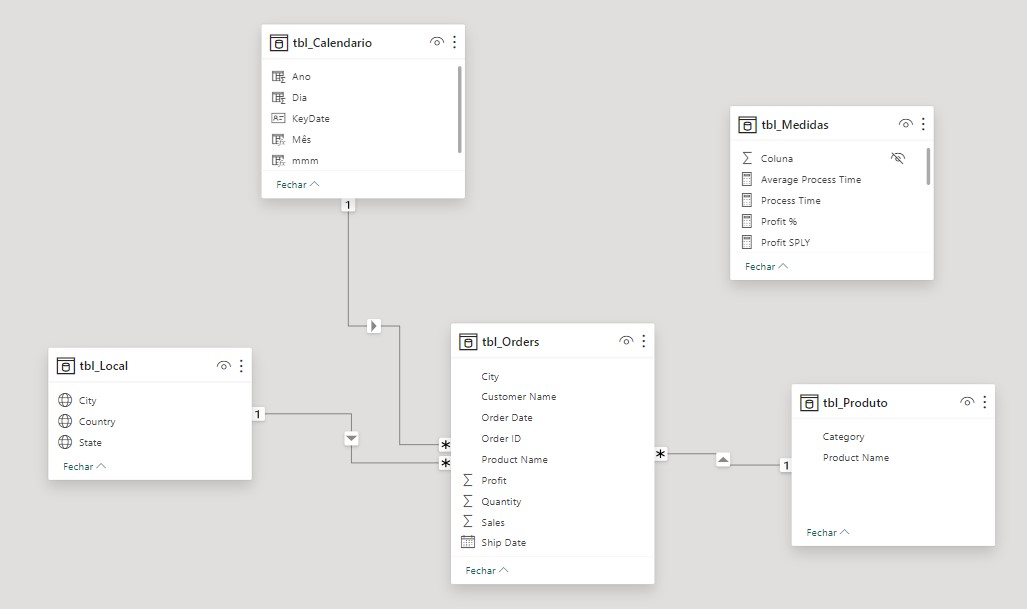 tbl_Calendario
Ano
Dia
KeyDate
Mês
mmm
Fechar
1
tbl_Medidas
Coluna
Average Process Time
Process Time
Profit %
Profit SPLY
Fechar
tbl_Local
City
Country
State
Fechar
1
*
*
tbl_Orders
City
Customer Name
Order Date
Order ID
Product Name
Profit
Quantity
Sales
Ship Date
Fechar
*
1
tbl_Produto
Category
Product Name
Fechar